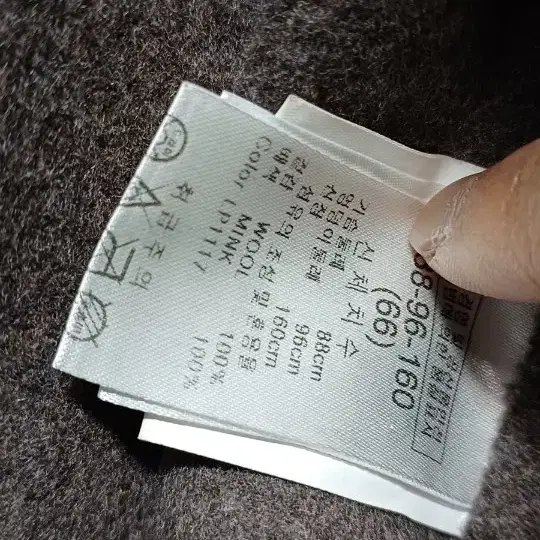 88-96-160
(66)
신체치수
가슴둘레 88cm
엉덩이둘레 96cm
신장 160cm
섬유의 조성 및 혼용율
겉감 WOOL 100%
배색 MINK 100%
Color LP1117
취급주의